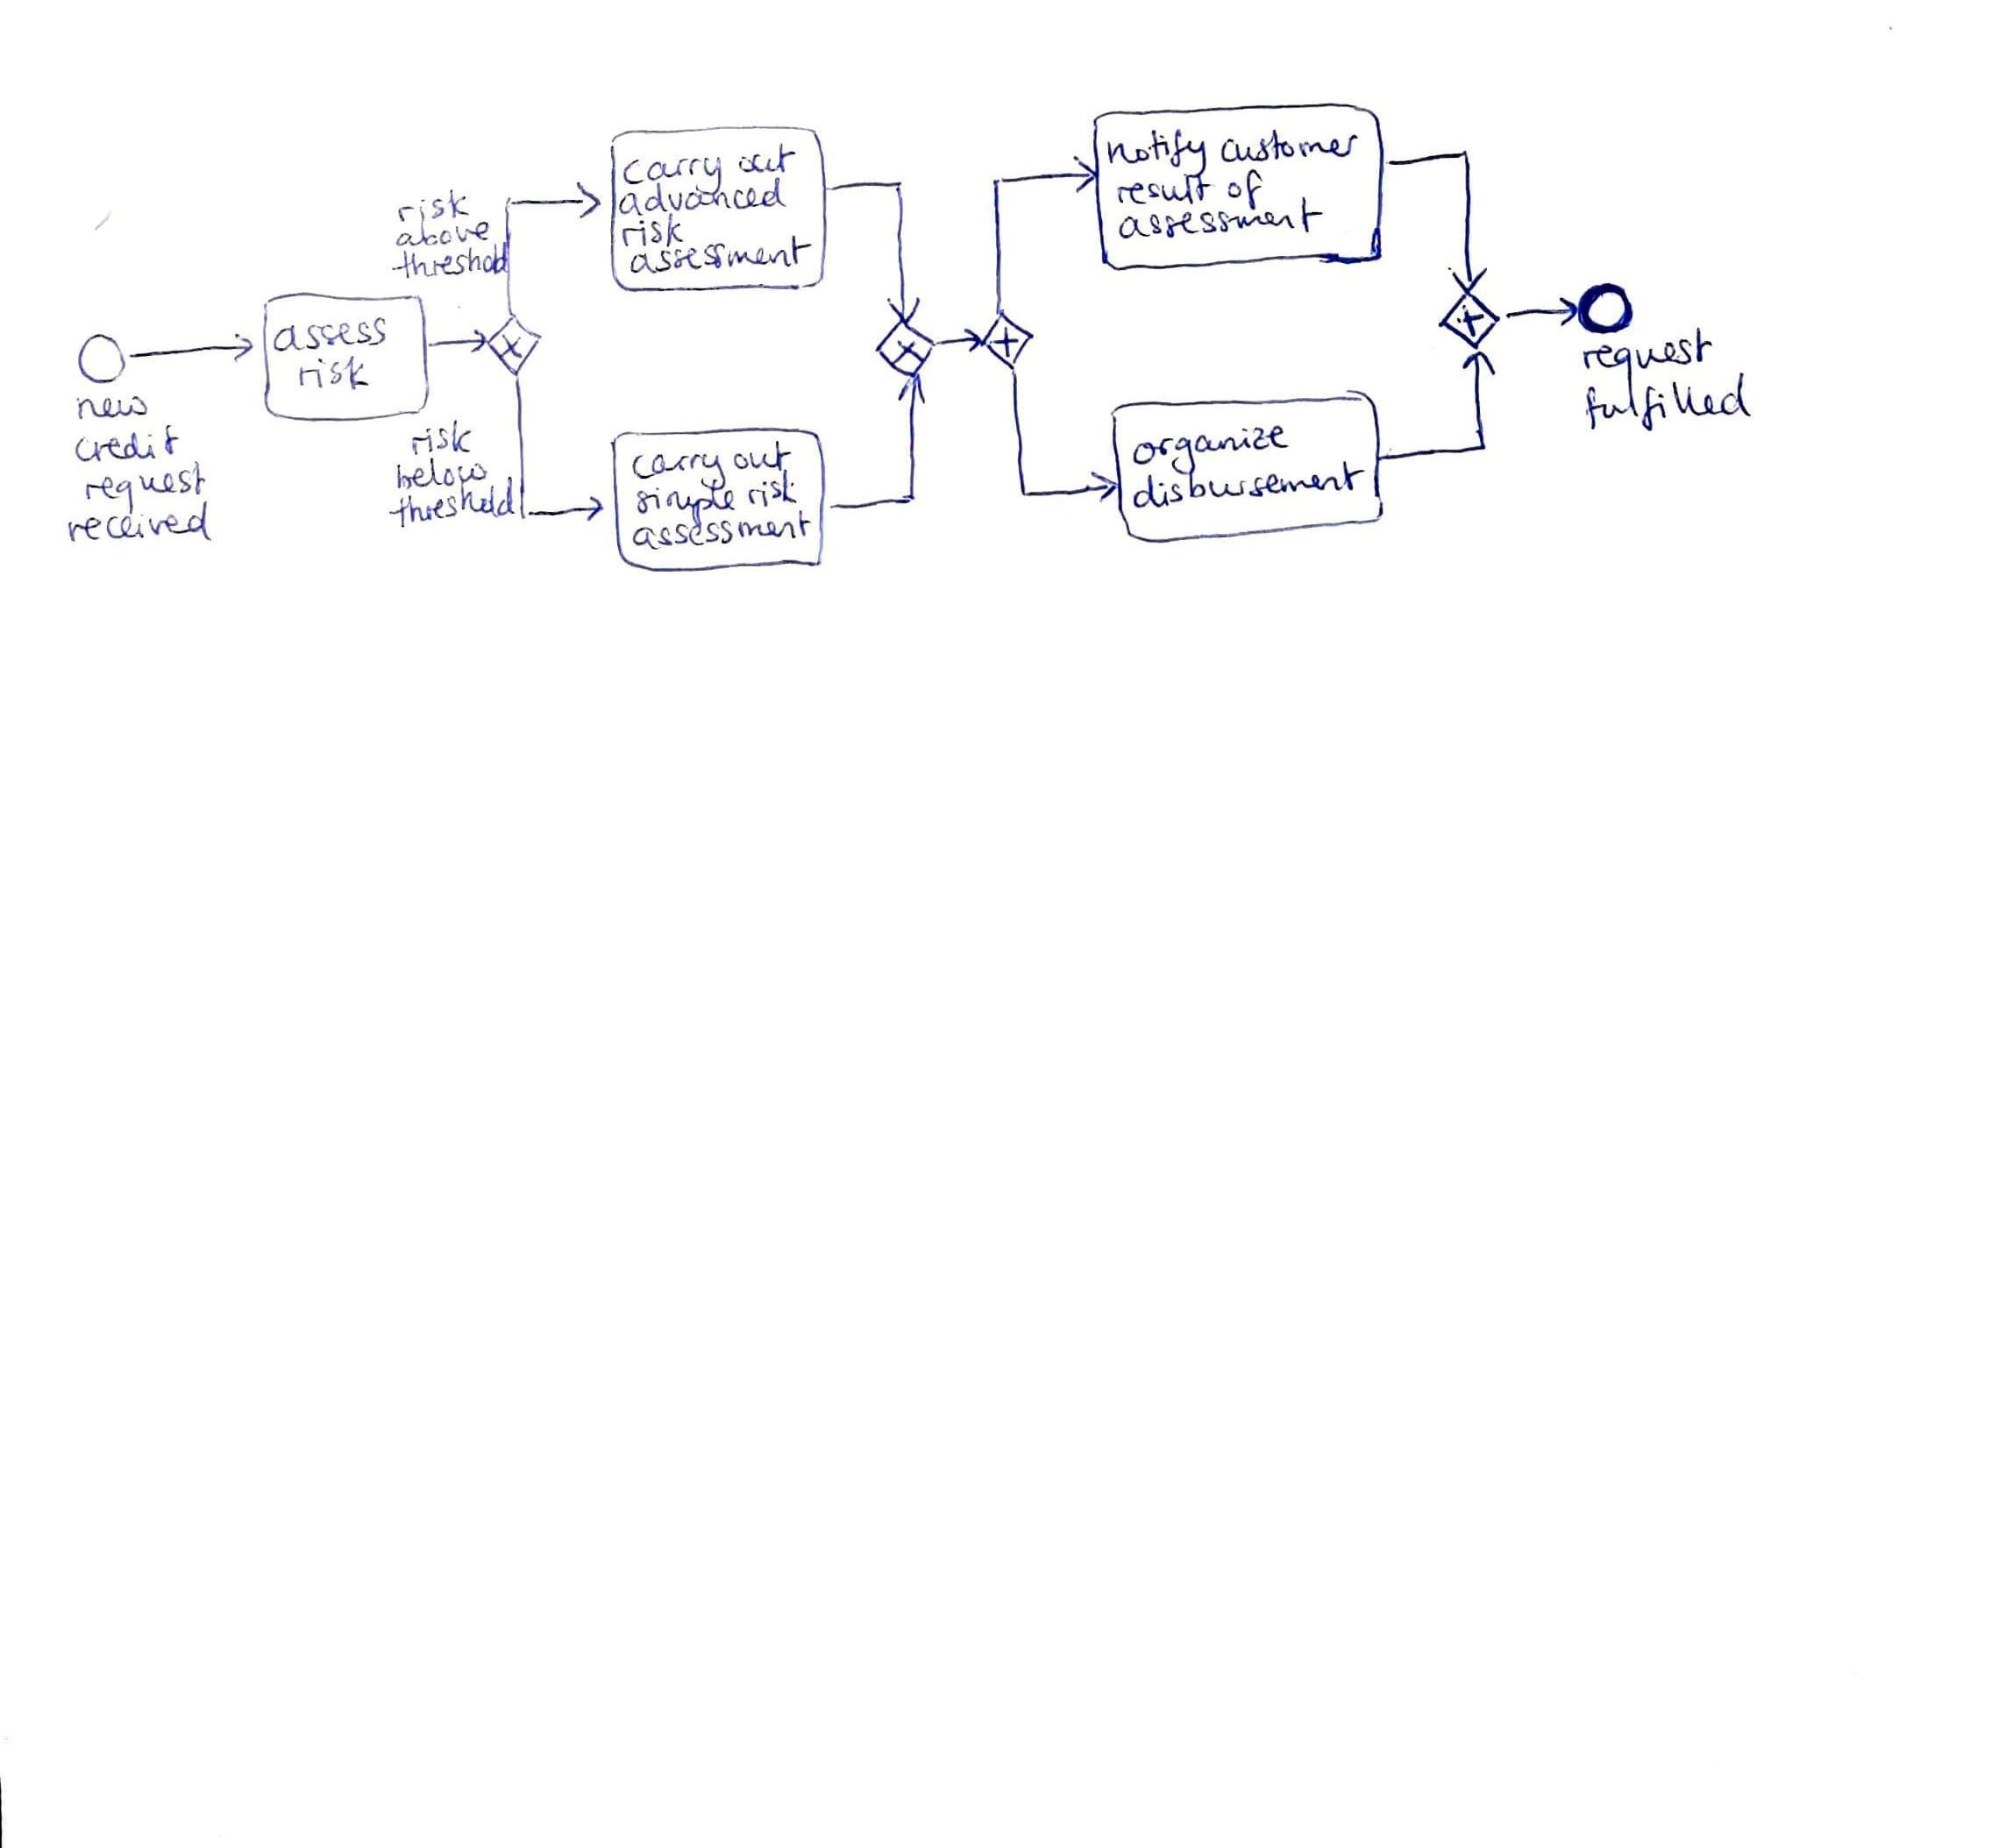 new
credit
request
received
assess
risk
risk
above
threshold
risk
below
threshold
carry out
advanced
risk
assessment
carry out
simple risk
assessment
notify customer
result of
assessment
organize
disbursement
request
fulfilled